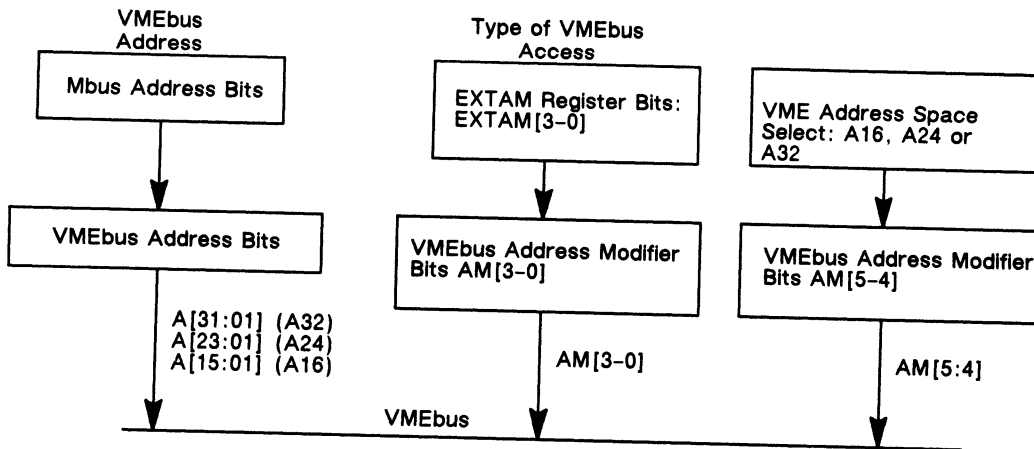 VMEbus
Address
Mbus Address Bits
VMEbus Address Bits
A[31:01] (A32)
A[23:01] (A24)
A[15:01] (A16)
Type of VMEbus
Access
EXTAM Register Bits:
EXTAM[3-0]
VMEbus Address Modifier
Bits AM[3-0]
AM[3-0]
VME Address Space
Select: A16, A24 or
A32
VMEbus Address Modifier
Bits AM[5-4]
AM[5:4]
VMEbus